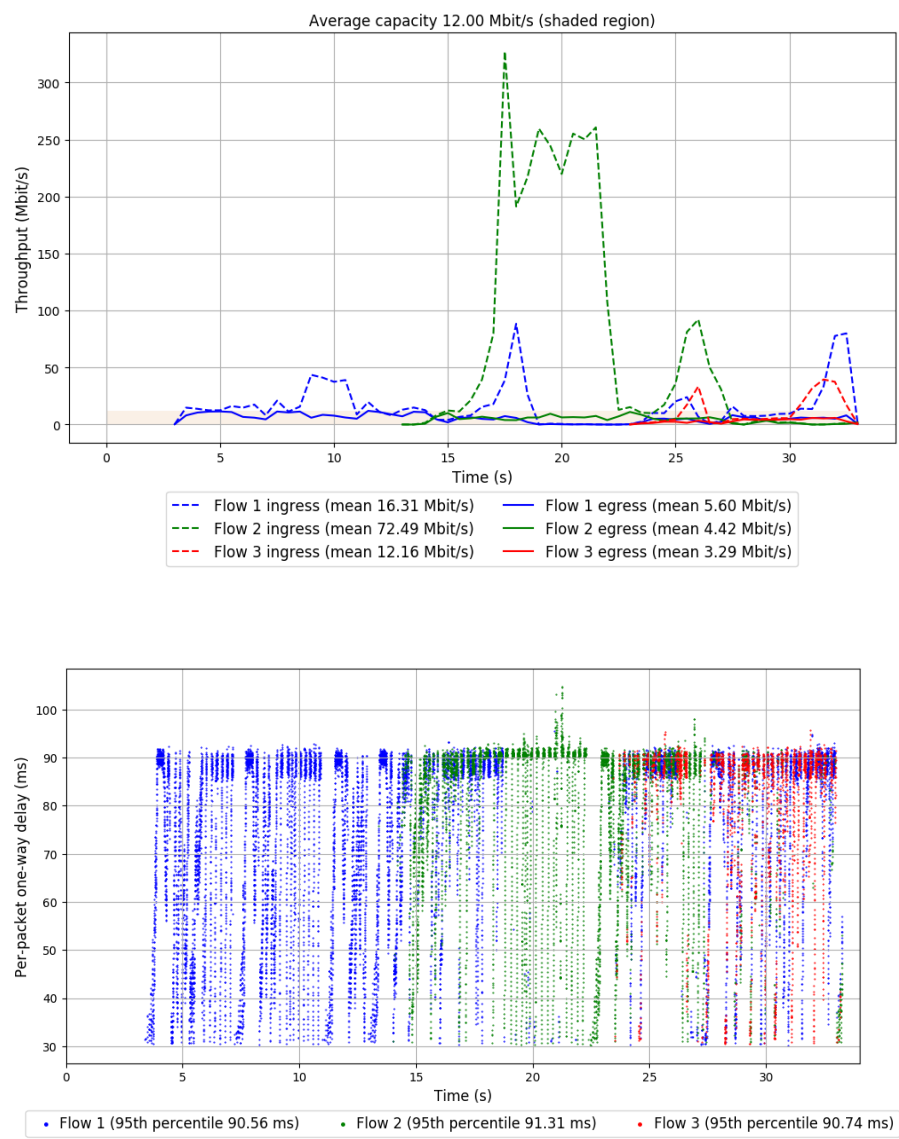 Average capacity 12.00 Mbit/s (shaded region)
300
250
200
150
100
50
0
Throughput (Mbit/s)
0 5 10 15 20 25 30
Time (s)
Flow 1 ingress (mean 16.31 Mbit/s) Flow 1 egress (mean 5.60 Mbit/s)
Flow 2 ingress (mean 72.49 Mbit/s) Flow 2 egress (mean 4.42 Mbit/s)
Flow 3 ingress (mean 12.16 Mbit/s) Flow 3 egress (mean 3.29 Mbit/s)
100
90
80
70
60
50
40
30
Per-packet one-way delay (ms)
0 5 10 15 20 25 30
Time (s)
Flow 1 (95th percentile 90.56 ms) Flow 2 (95th percentile 91.31 ms) Flow 3 (95th percentile 90.74 ms)